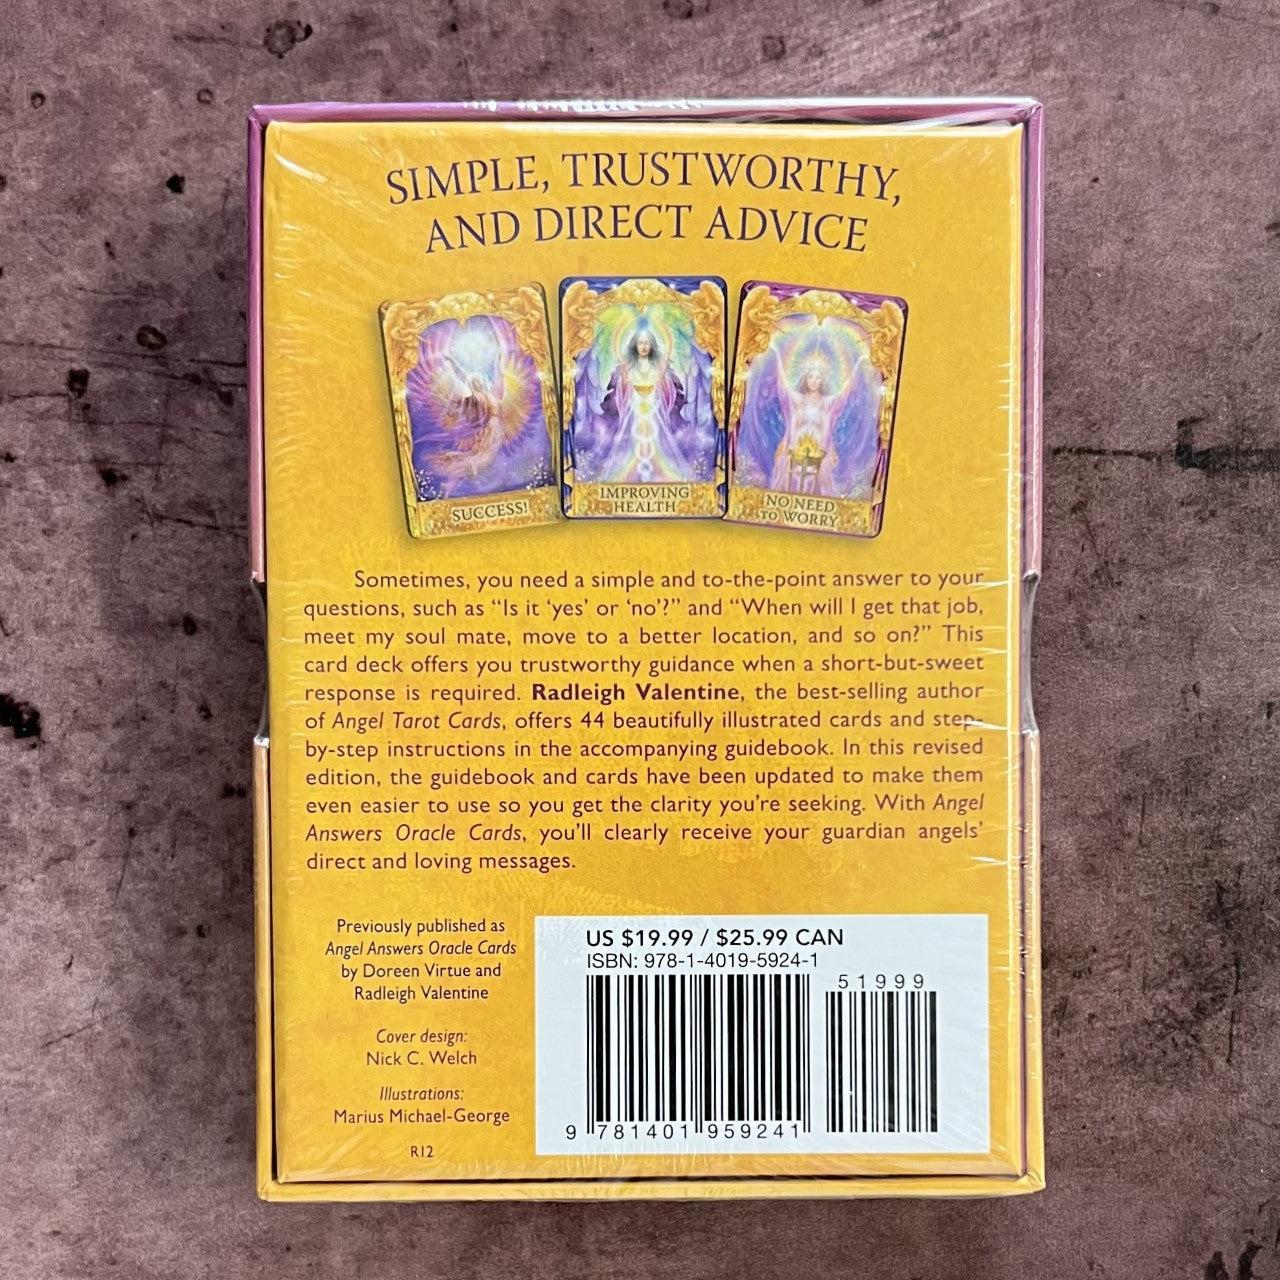 SIMPLE, TRUSTWORTHY,
AND DIRECT ADVICE
SUCCESS!
IMPROVING
HEALTH
NO NEED
TO WORRY
Sometimes, you need a simple and to-the-point answer to your
questions, such as “Is it ‘yes’ or ‘no’?” and “When will I get that job,
meet my soul mate, move to a better location, and so on?” This
card deck offers you trustworthy guidance when a short-but-sweet
response is required. Radleigh Valentine, the best-selling author
of Angel Tarot Cards, offers 44 beautifully illustrated cards and step-
by-step instructions in the accompanying guidebook. In this revised
edition, the guidebook and cards have been updated to make them
even easier to use so you get the clarity you’re seeking. With Angel
Answers Oracle Cards, you’ll clearly receive your guardian angels’
direct and loving messages.
Previously published as
Angel Answers Oracle Cards
by Doreen Virtue and
Radleigh Valentine
Cover design:
Nick C. Welch
Illustrations:
Marius Michael-George
R12
US $19.99 / $25.99 CAN
ISBN: 978-1-4019-5924-1
51999
9 781401 959241